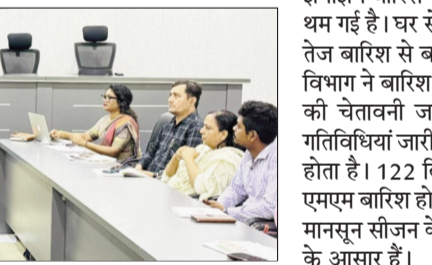 थम गई है। घर से
तेज बारिश से ब
विभाग ने बारिश
की चेतावनी ज
गतिविधियां जारी
होता है। 122 दि
एमएम बारिश हो
मानसून सीजन के
के आसार हैं।